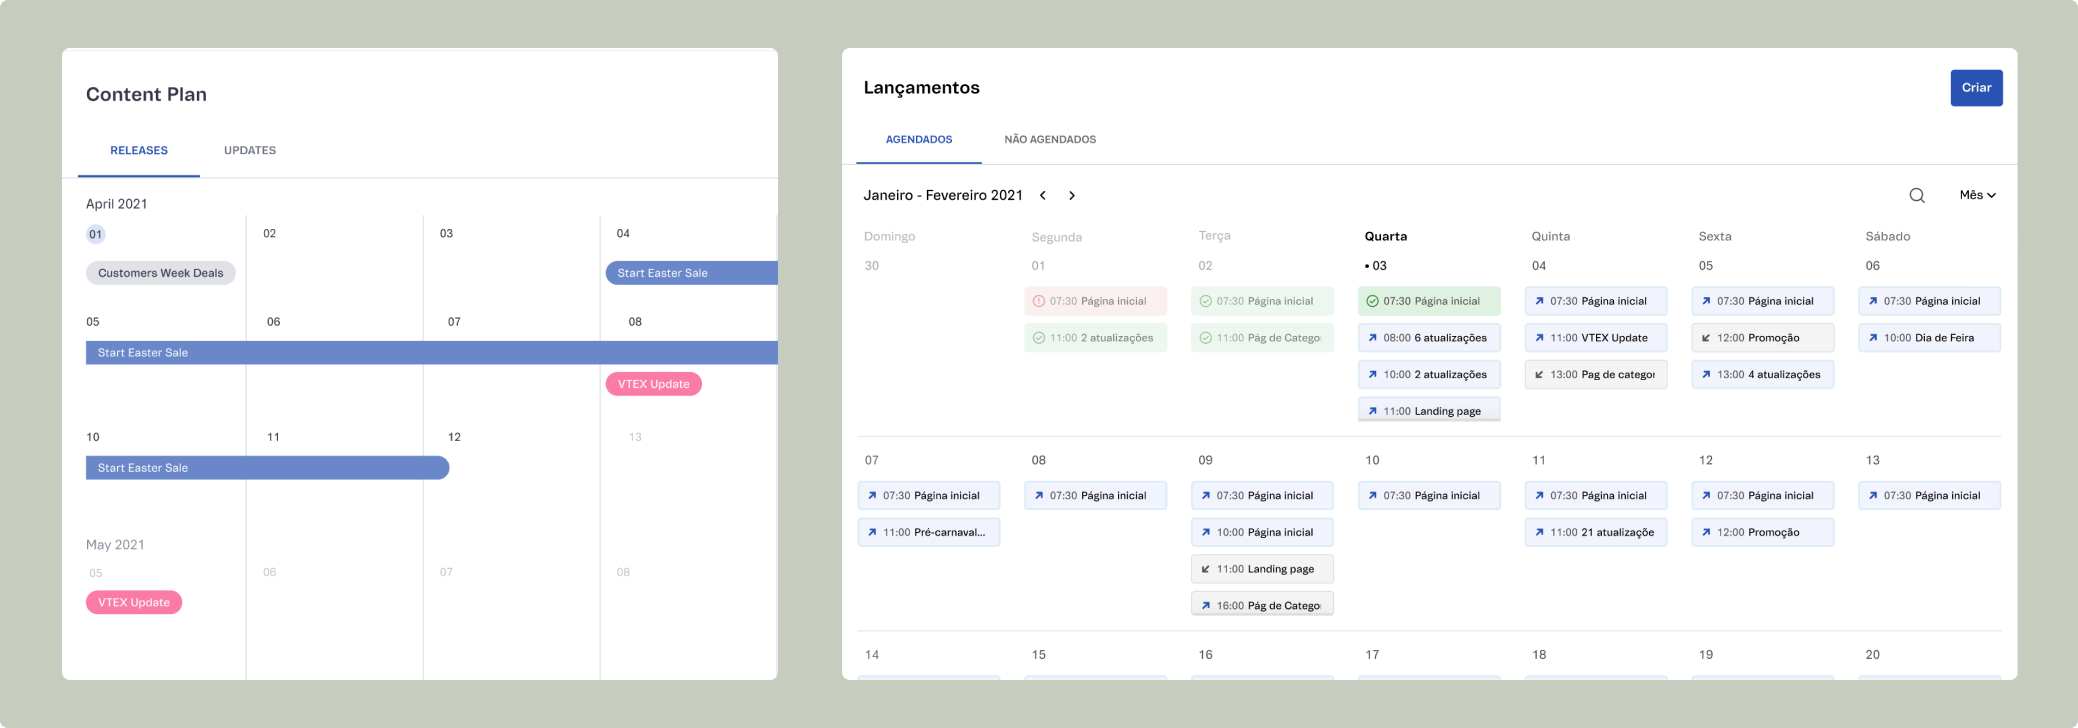 Content Plan
RELEASES UPDATES
April 2021
01 02 03 04
Customers Week Deals Start Easter Sale
05 06 07 08
Start Easter Sale
VTEX Update
10 11 12 13
Start Easter Sale
May 2021
05 06 07 08
VTEX Update
Lançamentos
Criar
AGENDADOS NÃO AGENDADOS
Janeiro - Fevereiro 2021 Mês
Domingo Segunda Terça Quarta Quinta Sexta Sábado
30 01 02 • 03 04 05 06
07:30 Página inicial 07:30 Página inicial 07:30 Página inicial 07:30 Página inicial 07:30 Página inicial 07:30 Página inicial
11:00 2 atualizações 11:00 Pág de Catego 08:00 6 atualizações 11:00 VTEX Update 12:00 Promoção 10:00 Dia de Feira
10:00 2 atualizações 13:00 Pag de categor 13:00 4 atualizações
11:00 Landing page
07 08 09 10 11 12 13
07:30 Página inicial 07:30 Página inicial 07:30 Página inicial 07:30 Página inicial 07:30 Página inicial 07:30 Página inicial 07:30 Página inicial
11:00 Pré-carnaval... 10:00 Página inicial 11:00 21 atualizaçõe 12:00 Promoção
11:00 Landing page
16:00 Pág de Catego
14 15 16 17 18 19 20